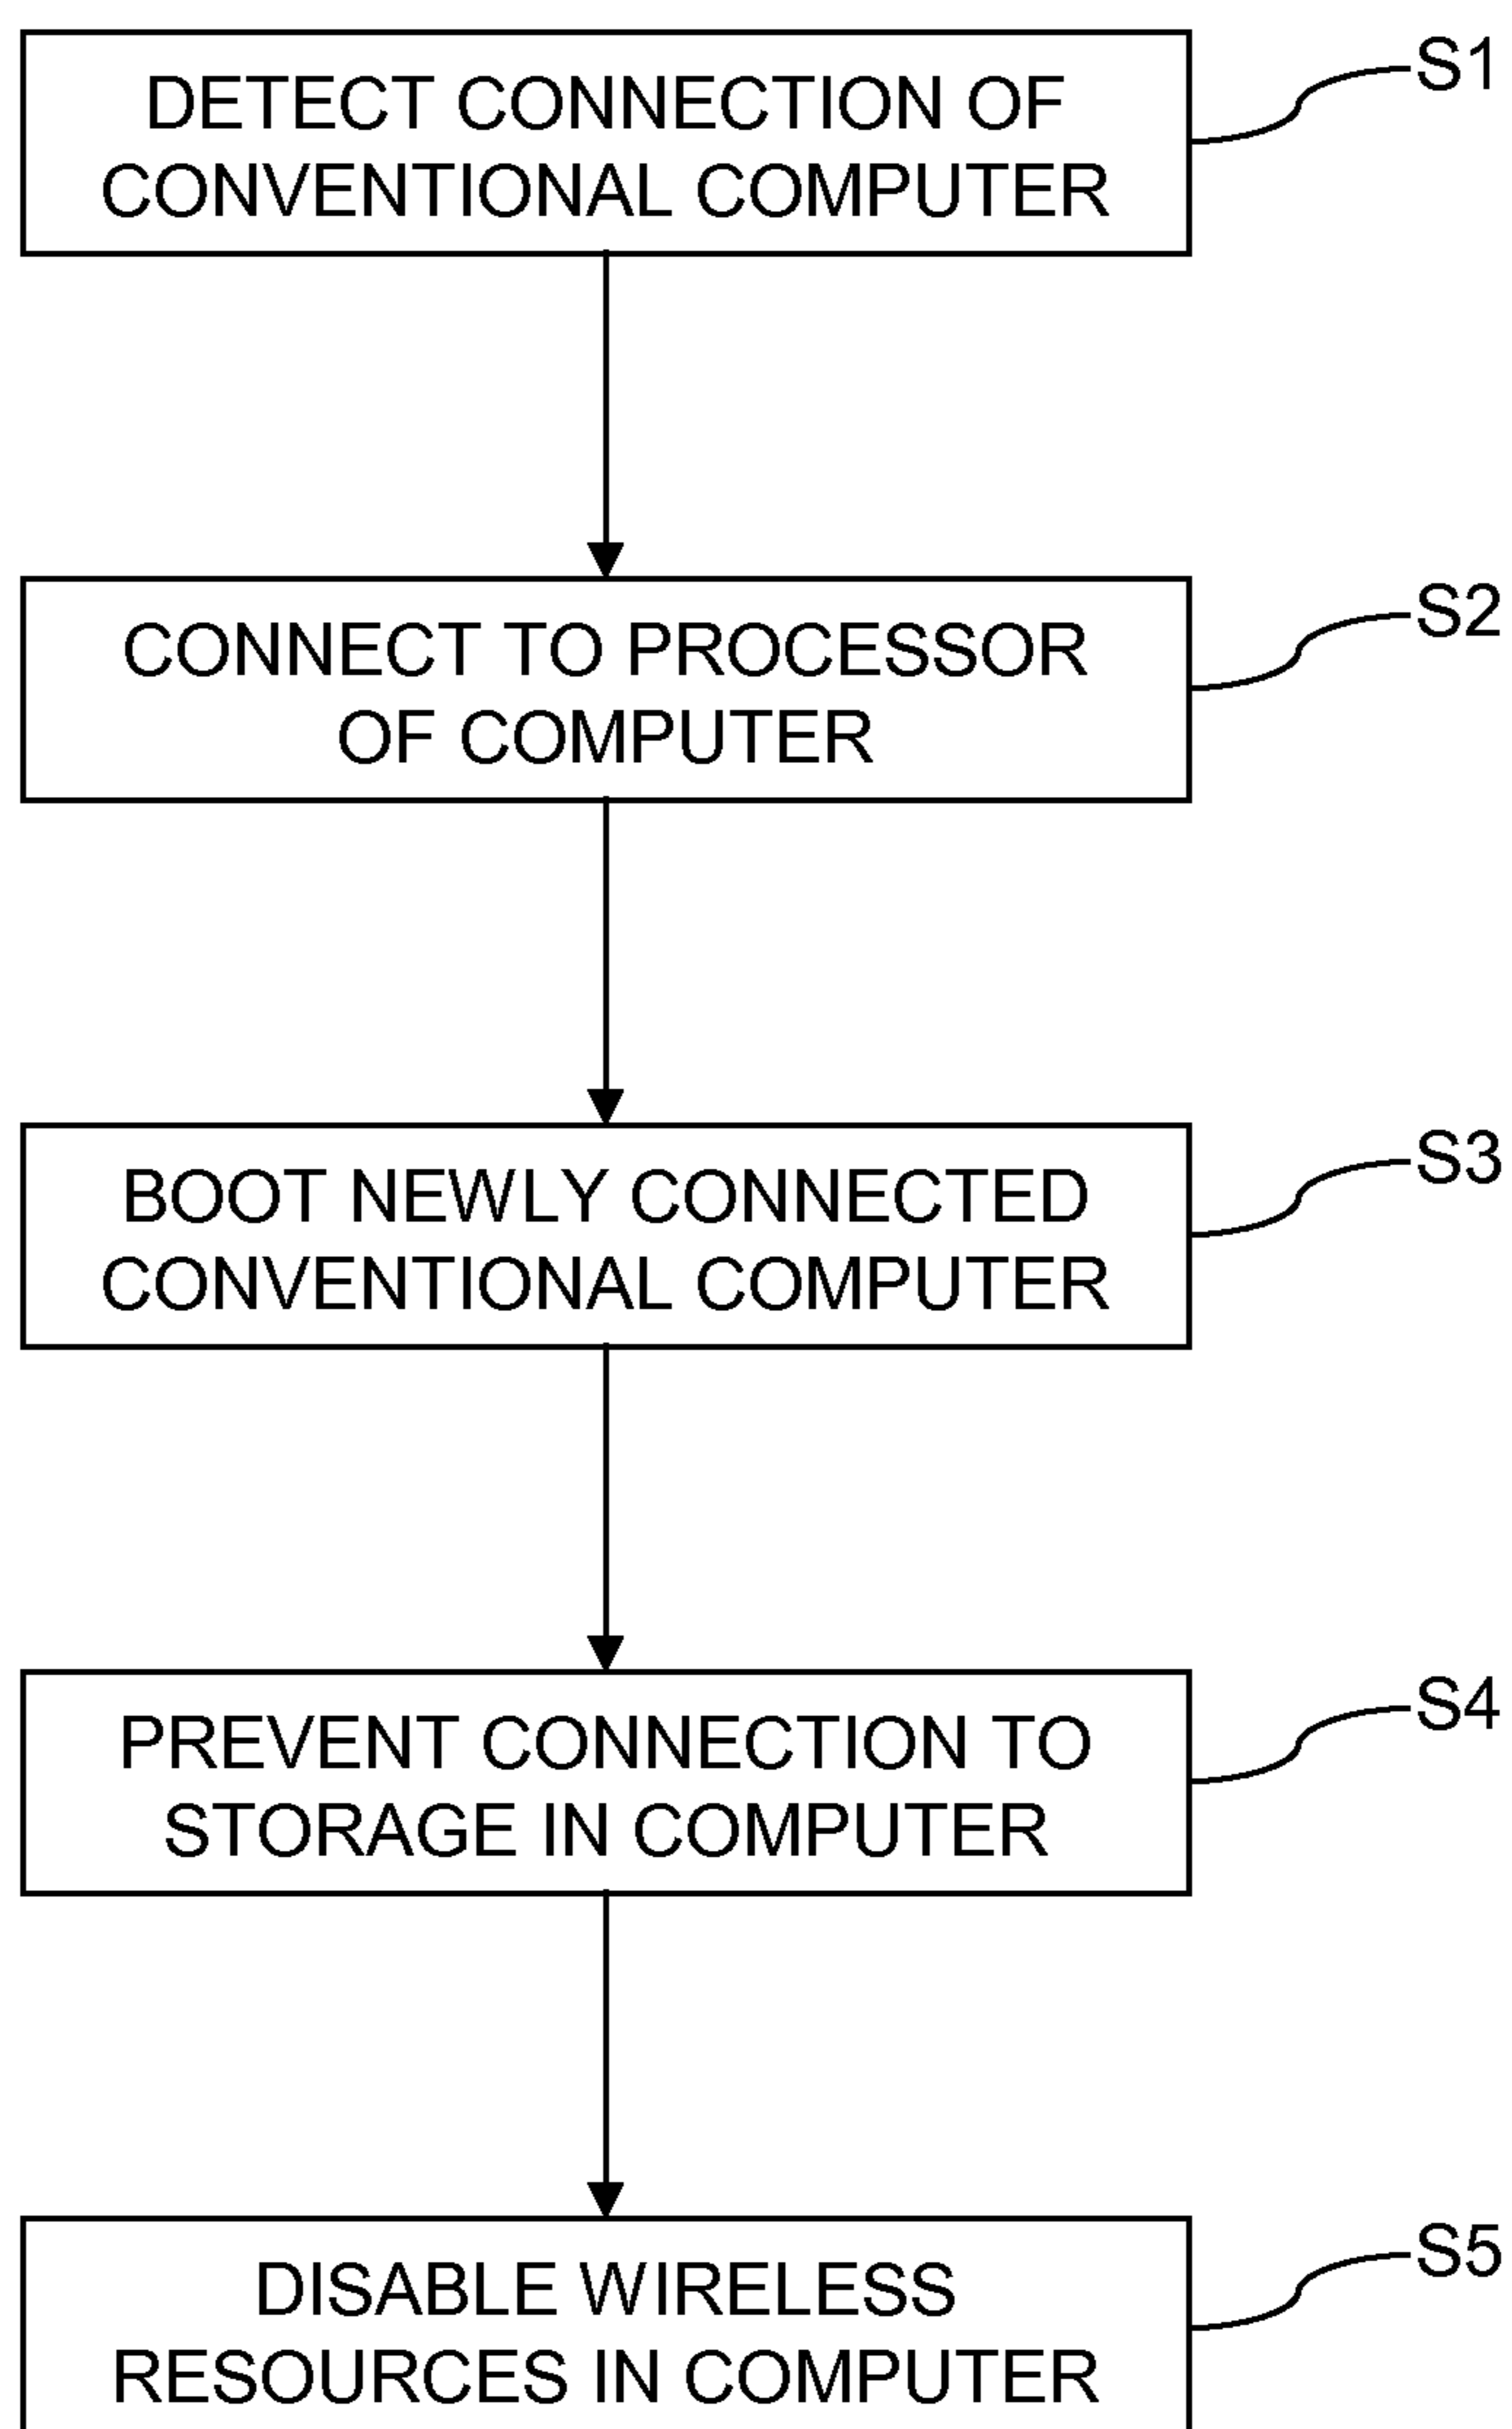 DETECT CONNECTION OF
CONVENTIONAL COMPUTER
S1
CONNECT TO PROCESSOR
OF COMPUTER
S2
BOOT NEWLY CONNECTED
CONVENTIONAL COMPUTER
S3
PREVENT CONNECTION TO
STORAGE IN COMPUTER
S4
DISABLE WIRELESS
RESOURCES IN COMPUTER
S5